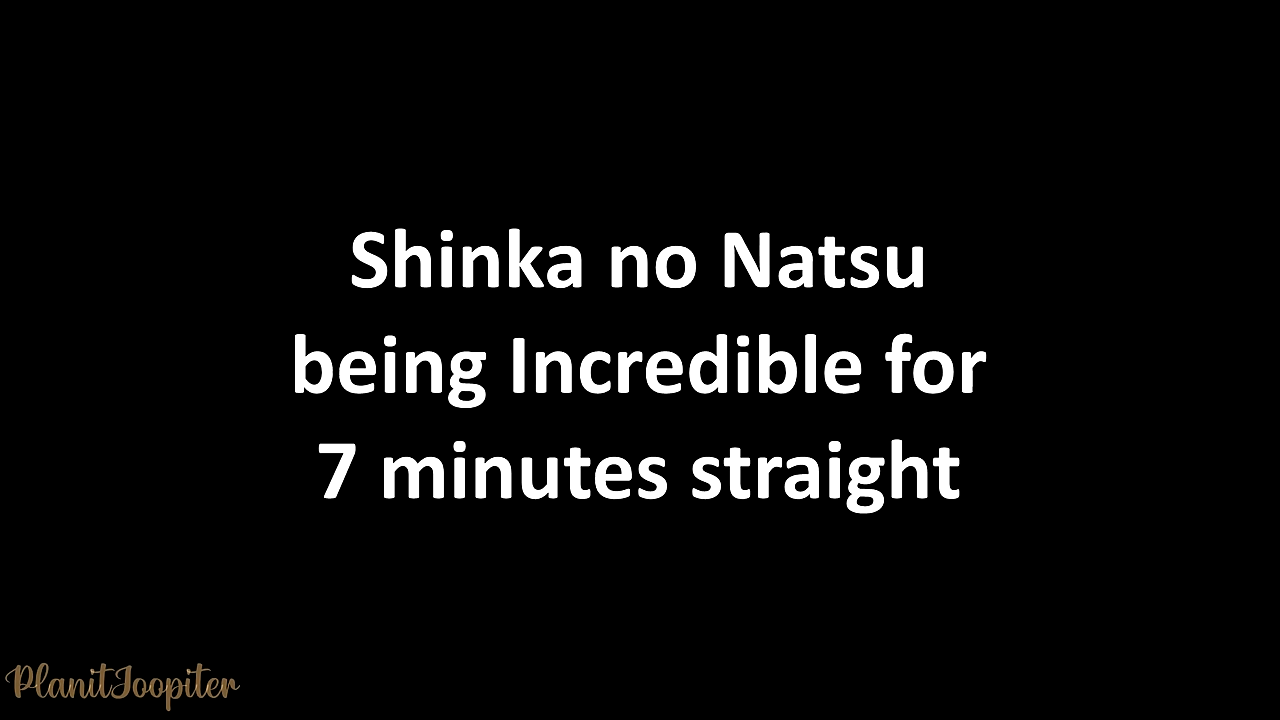 Shinka no Natsu
being Incredible for
7 minutes straight
PlanitJoopiter